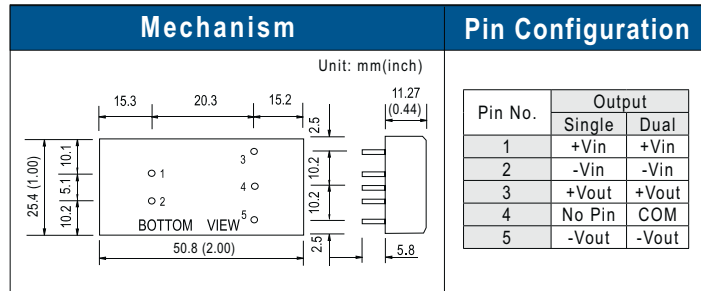 Mechanism
Unit: mm(inch)
15.3
20.3
15.2
11.27
(0.44)
2.5
10.2
10.2
2.5
25.4 (1.00)
10.1
5.1
10.2
1
2
3
4
5
BOTTOM VIEW
50.8 (2.00)
5.8
Pin Configuration
Pin No. Output
Single Dual
1 +Vin +Vin
2 -Vin -Vin
3 +Vout +Vout
4 No Pin COM
5 -Vout -Vout